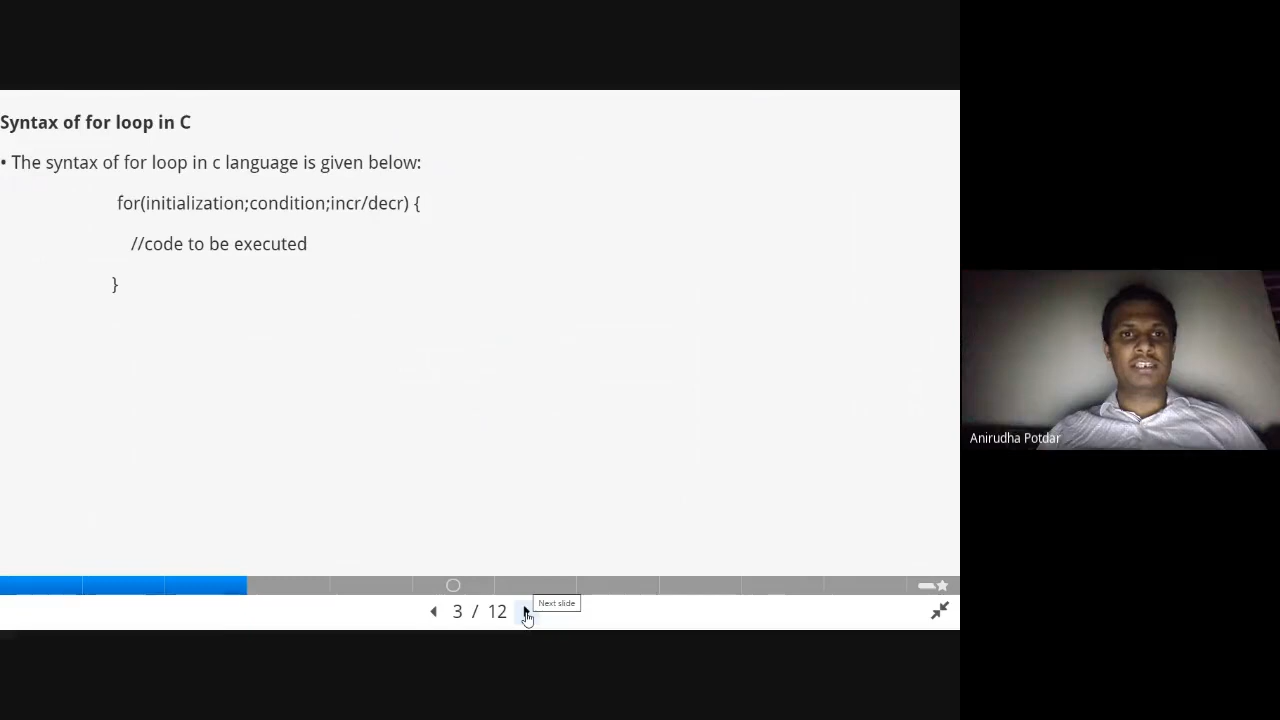 Syntax of for loop in C
• The syntax of for loop in c language is given below:
for(initialization;condition;incr/decr) {
//code to be executed
}
Anirudha Potdar
Next slide
3 / 12